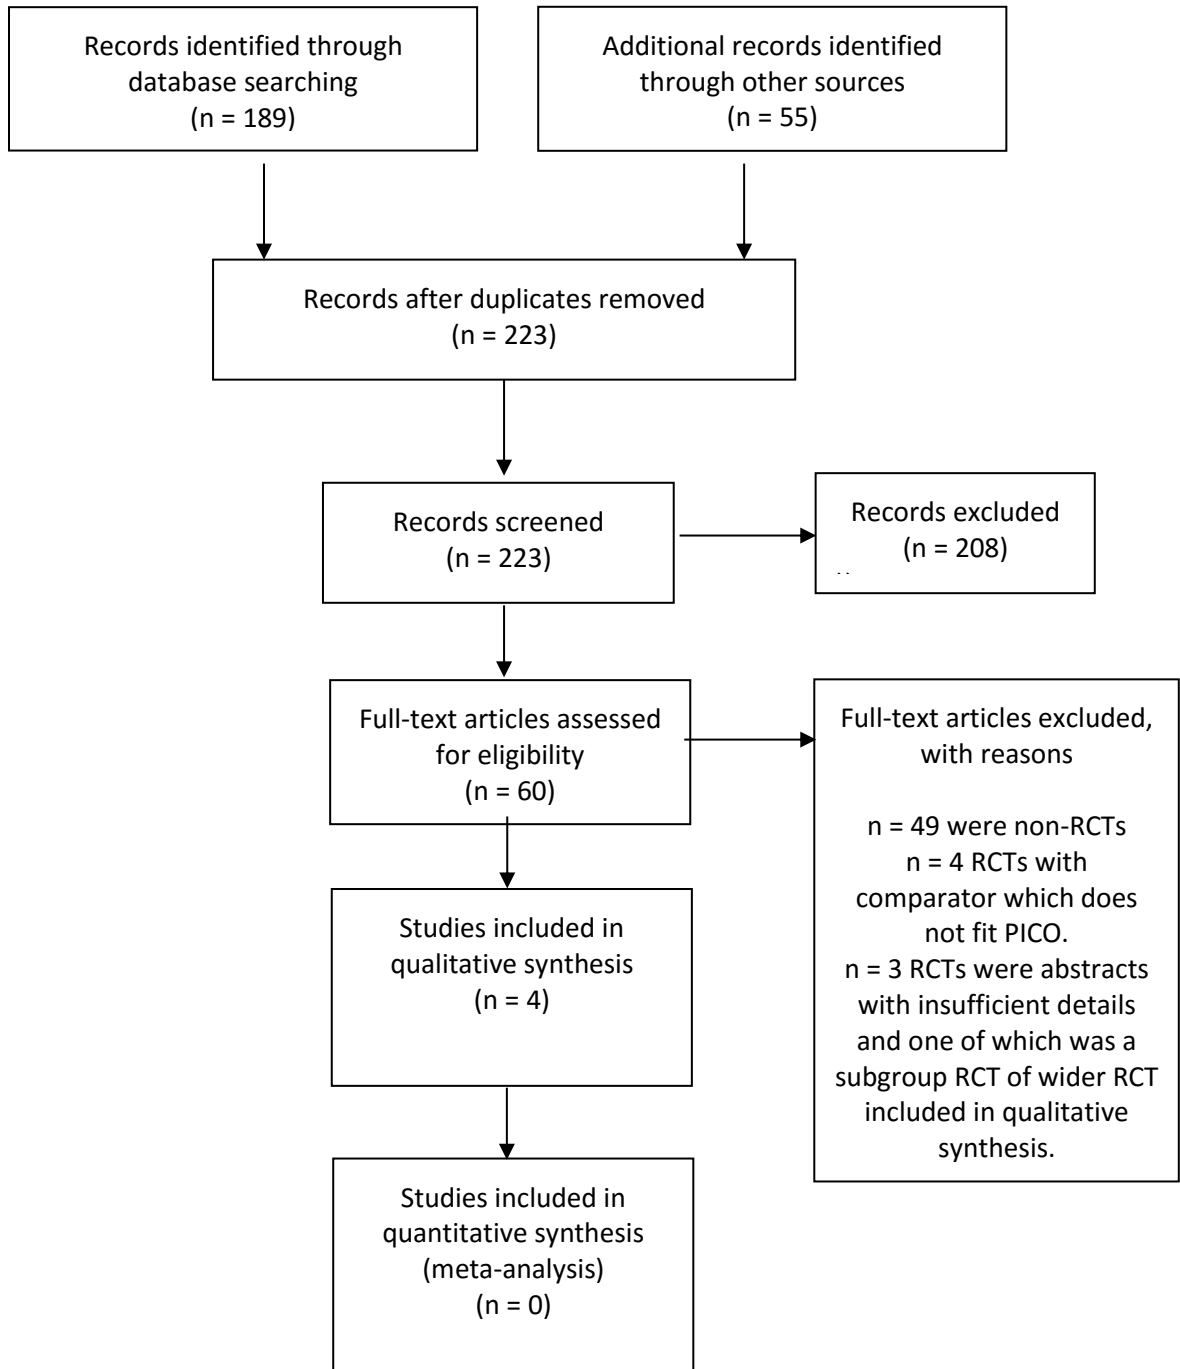 Records identified through
database searching
(n = 189)
Additional records identified
through other sources
(n = 55)
Records after duplicates removed
(n = 223)
Records screened
(n = 223)
Records excluded
(n = 208)
Full-text articles assessed
for eligibility
(n = 60)
Full-text articles excluded,
with reasons
n = 49 were non-RCTs
n = 4 RCTs with
comparator which does
not fit PICO.
n = 3 RCTs were abstracts
with insufficient details
and one of which was a
subgroup RCT of wider RCT
included in qualitative
synthesis.
Studies included in
qualitative synthesis
(n = 4)
Studies included in
quantitative synthesis
(meta-analysis)
(n = 0)